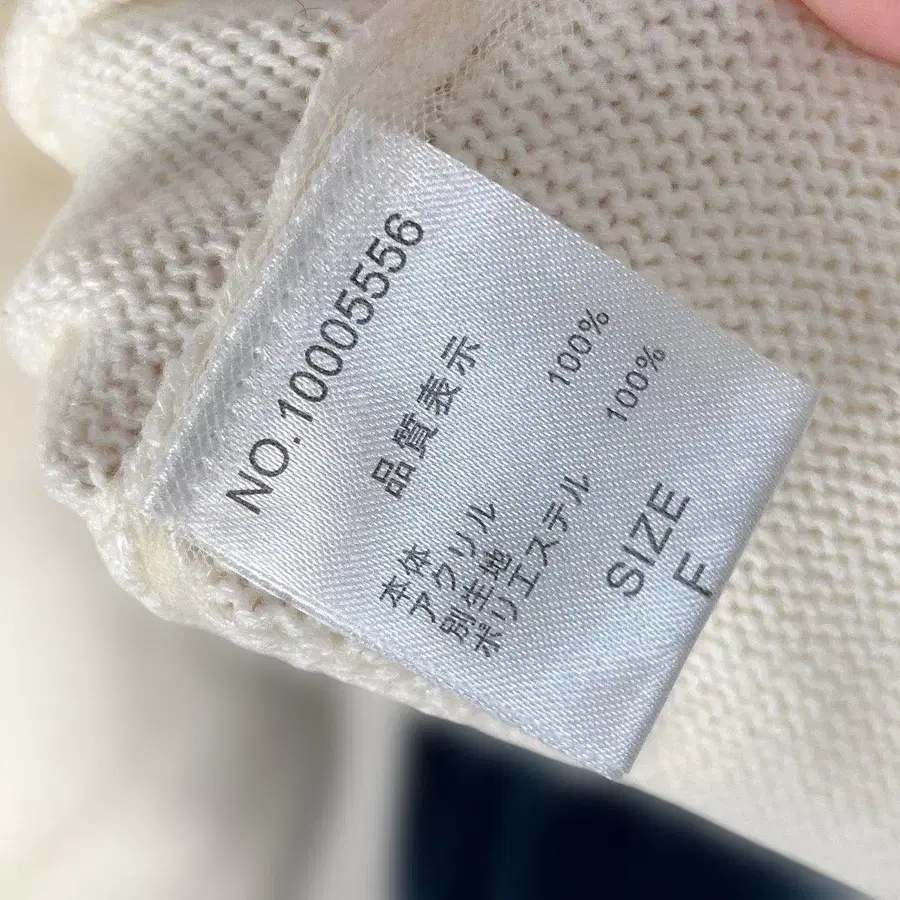 NO.10005556
品質表示
本体
アクリル 100%
別生地
ポリエステル 100%
SIZE
F